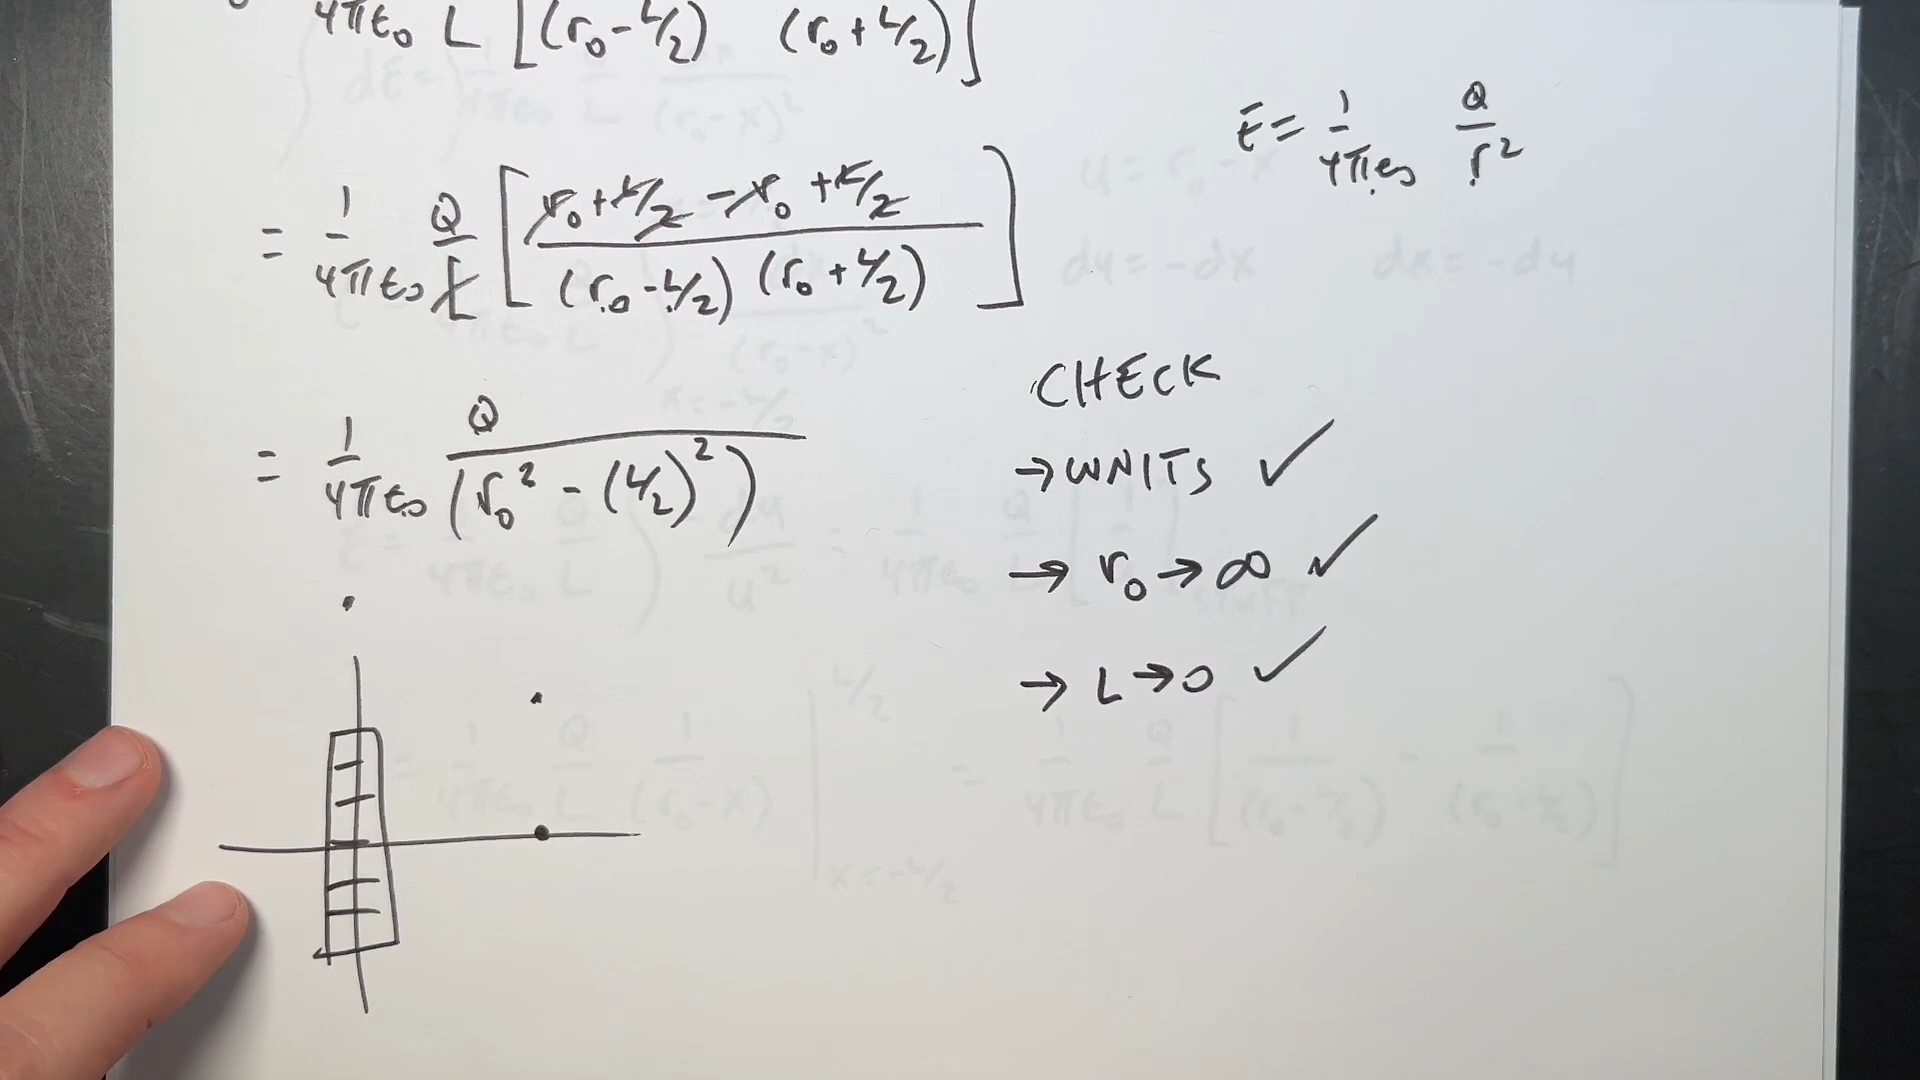 4πε₀ L [(r₀-L/2) (r₀+L/2)]
E = 1/4πε₀ Q/r²
= 1/4πε₀ Q/L [(r₀+L/2-r₀+L/2)/((r₀-L/2)(r₀+L/2))]
= 1/4πε₀ Q/(r₀²-(L/2)²)
CHECK
→ UNITS ✓
→ r₀→∞ ✓
→ L→0 ✓